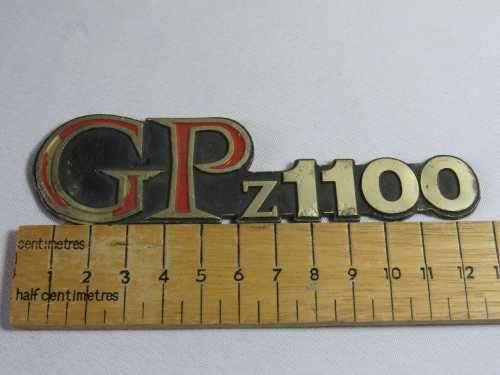 GPz1100
centimetres
1 2 3 4 5 6 7 8 9 10 11 12
half centimetres